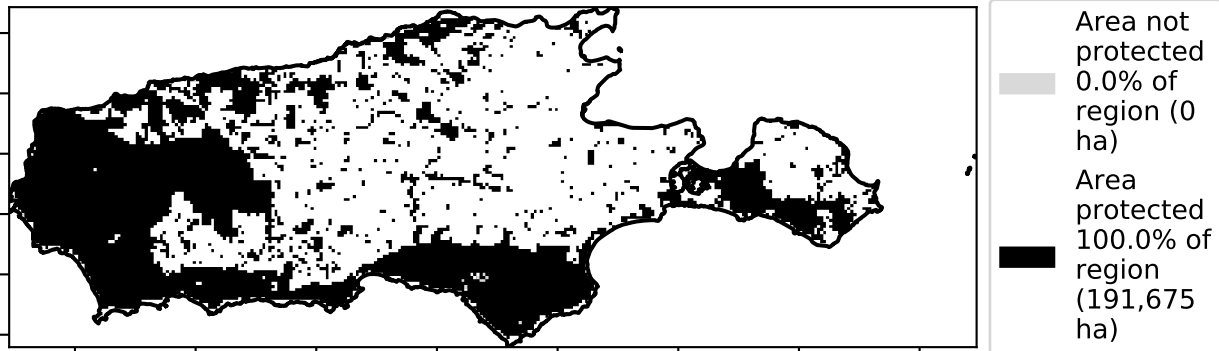 Area not
protected
0.0% of
region (0
ha)
Area
protected
100.0% of
region
(191,675
ha)